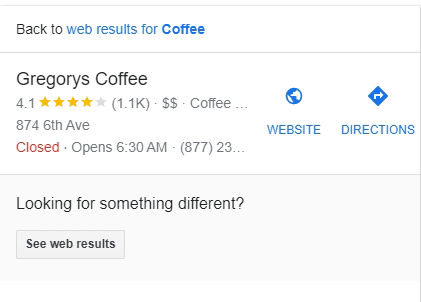 Back to web results for Coffee
Gregorys Coffee
4.1 (1.1K) · $$ · Coffee ...
874 6th Ave
Closed · Opens 6:30 AM · (877) 23...
WEBSITE
DIRECTIONS
Looking for something different?
See web results